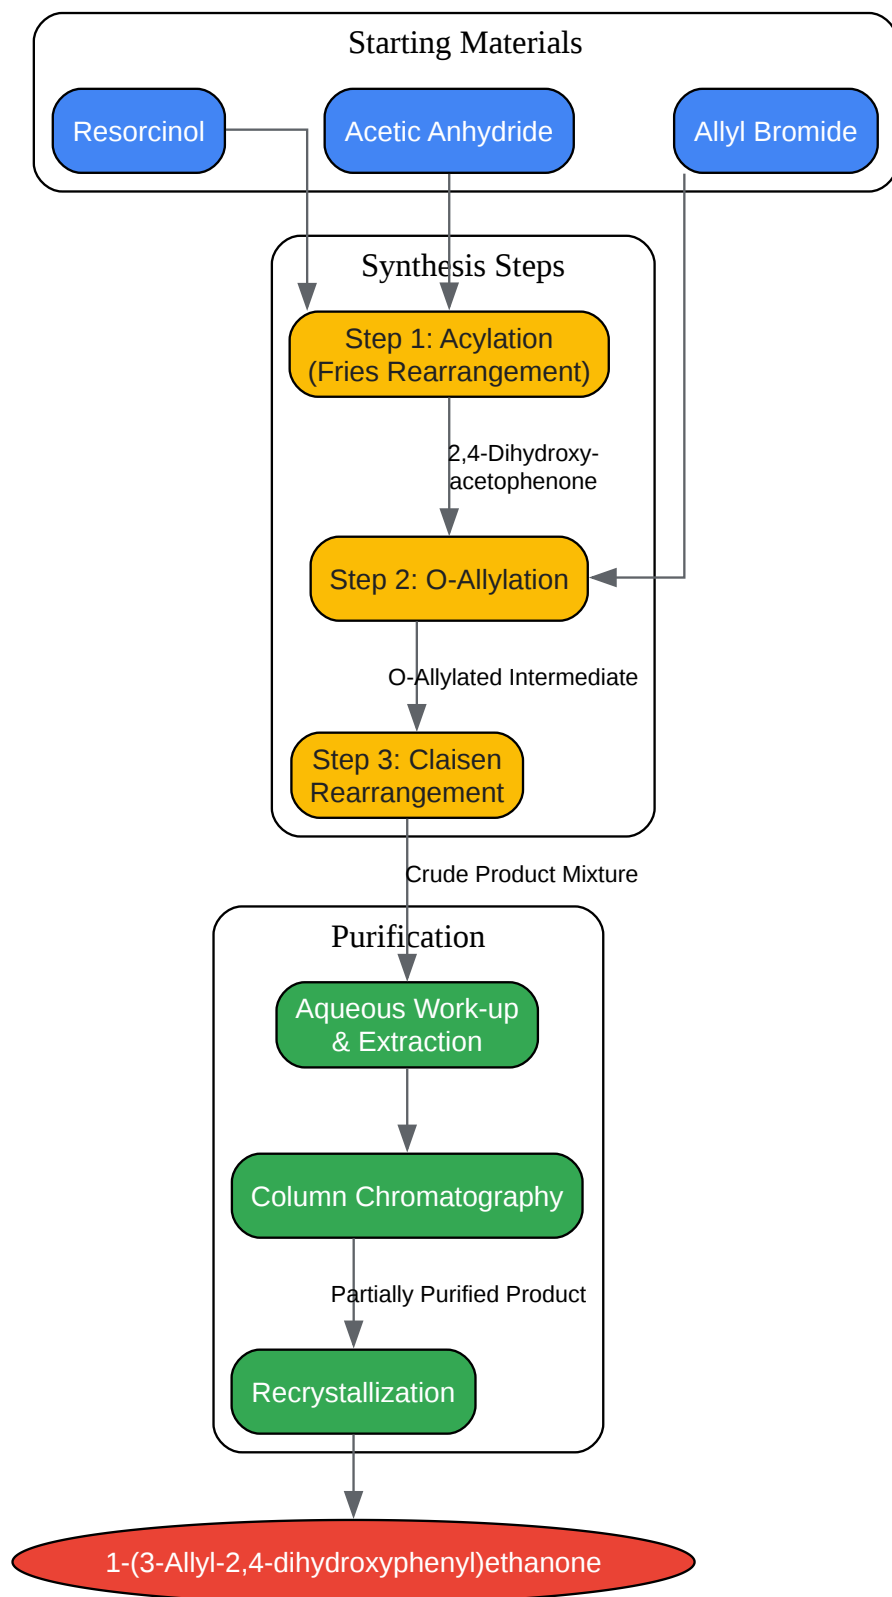 Starting Materials
Resorcinol
Acetic Anhydride
Allyl Bromide
Synthesis Steps
Step 1: Acylation
(Fries Rearrangement)
2,4-Dihydroxy-
acetophenone
Step 2: O-Allylation
O-Allylated Intermediate
Step 3: Claisen
Rearrangement
Crude Product Mixture
Purification
Aqueous Work-up
& Extraction
Column Chromatography
Partially Purified Product
Recrystallization
1-(3-Allyl-2,4-dihydroxyphenyl)ethanone